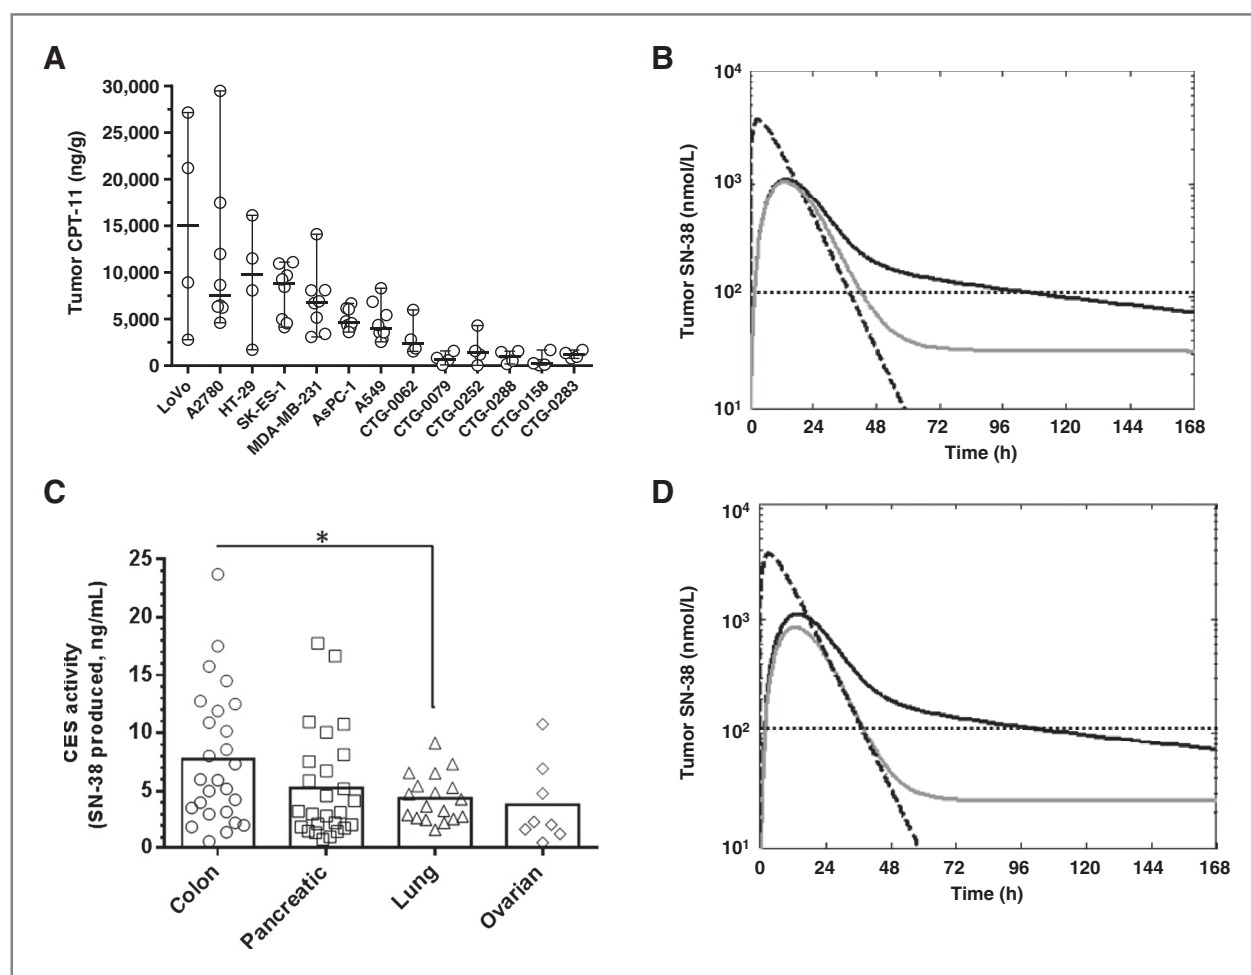 A
Tumor CPT-11 (ng/g)
30,000
25,000
20,000
15,000
10,000
5,000
0
LoVo
A2780
HT-29
SK-ES-1
MDA-MB-231
AsPC-1
A549
CTG-0062
CTG-0079
CTG-0252
CTG-0288
CTG-0158
CTG-0283
B
Tumor SN-38 (nmol/L)
10⁴
10³
10²
10¹
0 24 48 72 96 120 144 168
Time (h)
C
CES activity
(SN-38 produced, ng/mL)
25
20
15
10
5
0
*
Colon
Pancreatic
Lung
Ovarian
D
Tumor SN-38 (nmol/L)
10⁴
10³
10²
10¹
0 24 48 72 96 120 144 168
Time (h)